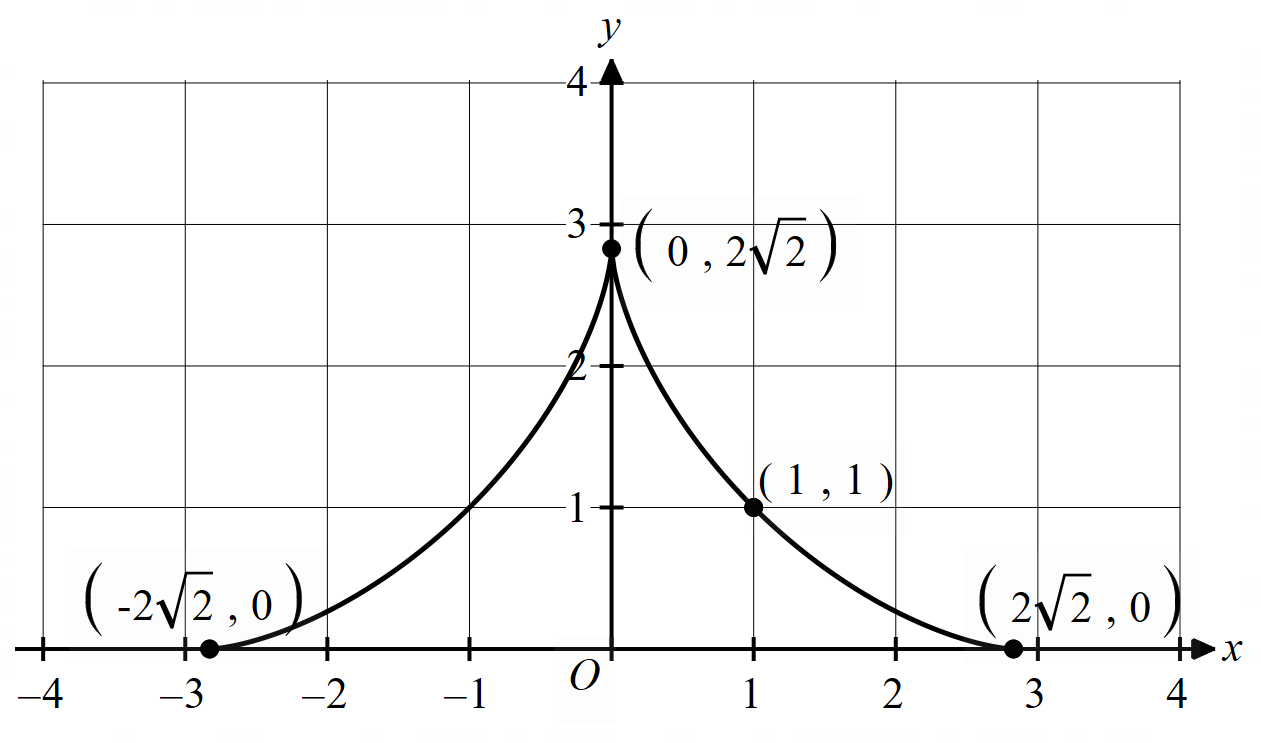 y
4
3
( 0 , 2√2 )
2
( 1 , 1 )
1
( -2√2 , 0 )
( 2√2 , 0 )
x
O
–4 –3 –2 –1 1 2 3 4